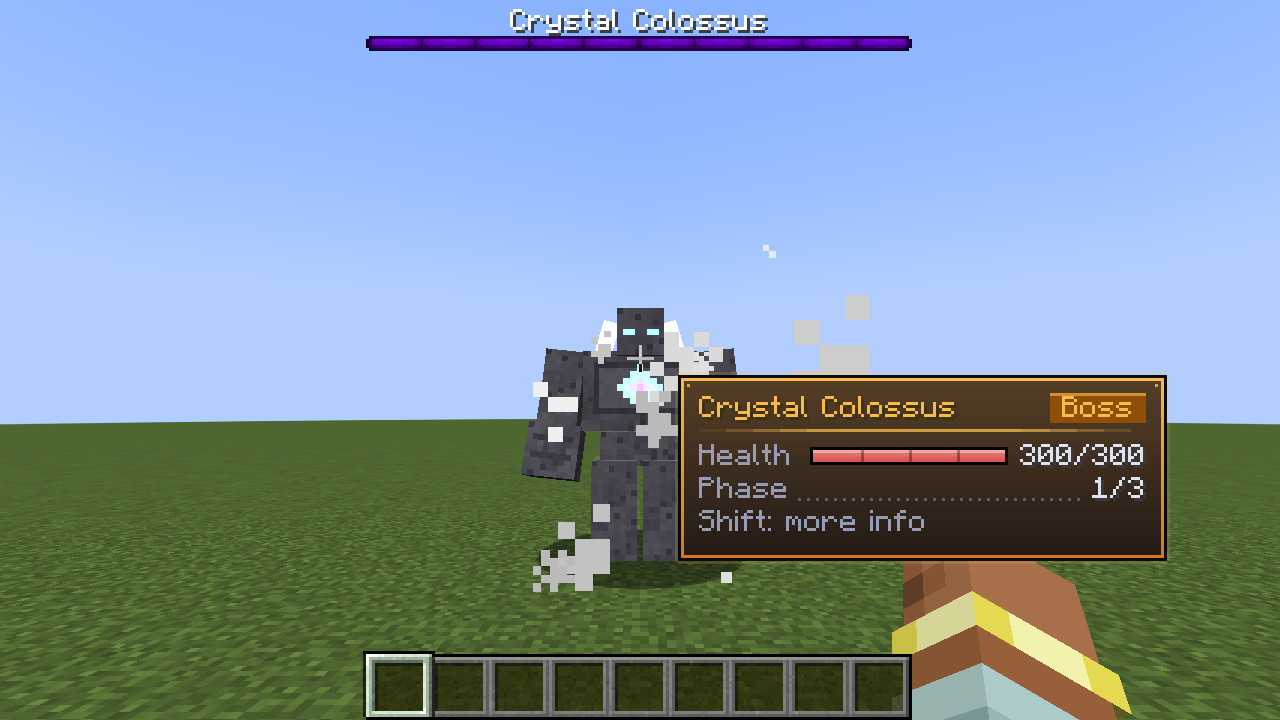 Crystal Colossus
Crystal Colossus Boss
Health 300/300
Phase 1/3
Shift: more info